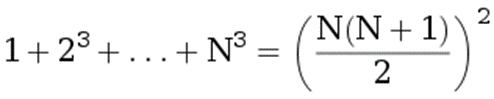 1 + 2³ + . . . + N³ = (N(N + 1)/2)²